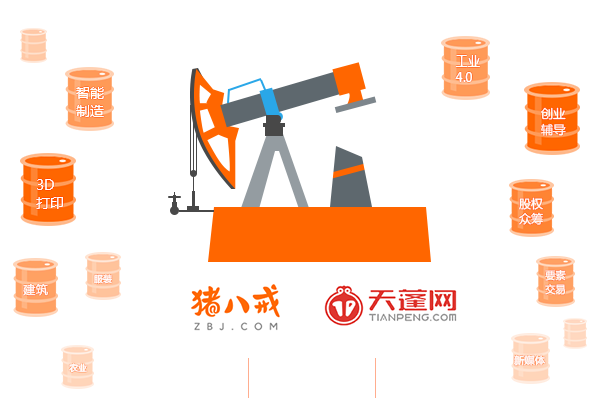 智能
制造
工业
4.0
创业
辅导
3D
打印
股权
众筹
建筑
服装
要素
交易
猪八戒
ZBJ.COM
天蓬网
TIANPENG.COM
新媒体
农业